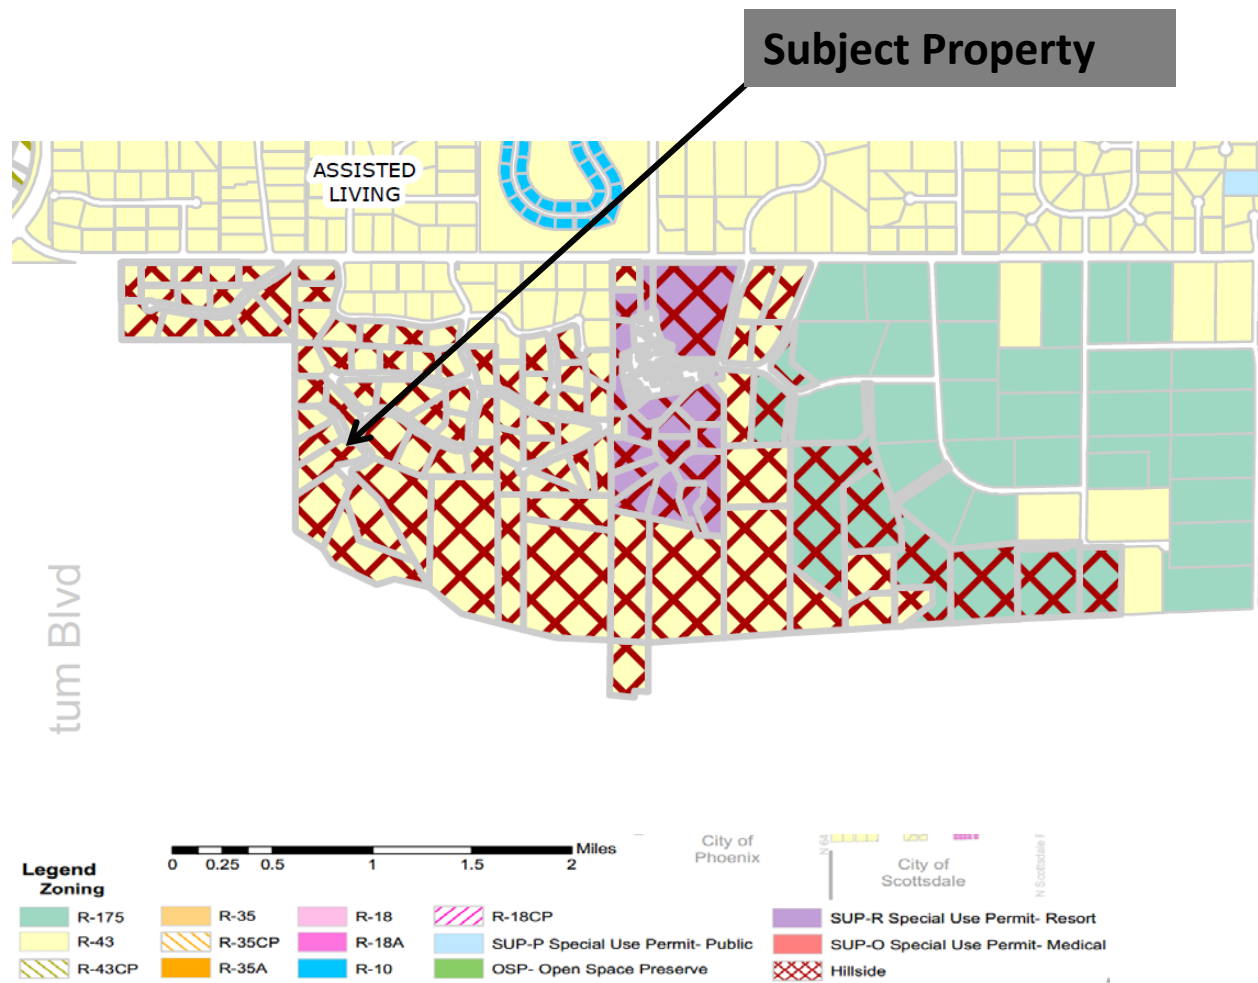 Subject Property
ASSISTED
LIVING
tum Blvd
Miles
0 0.25 0.5 1 1.5 2
City of
Phoenix
N 64
City of
Scottsdale
N Scottsdale R
Legend
Zoning
R-175
R-43
R-43CP
R-35
R-35CP
R-35A
R-18
R-18A
R-10
R-18CP
SUP-P Special Use Permit- Public
OSP- Open Space Preserve
SUP-R Special Use Permit- Resort
SUP-O Special Use Permit- Medical
Hillside